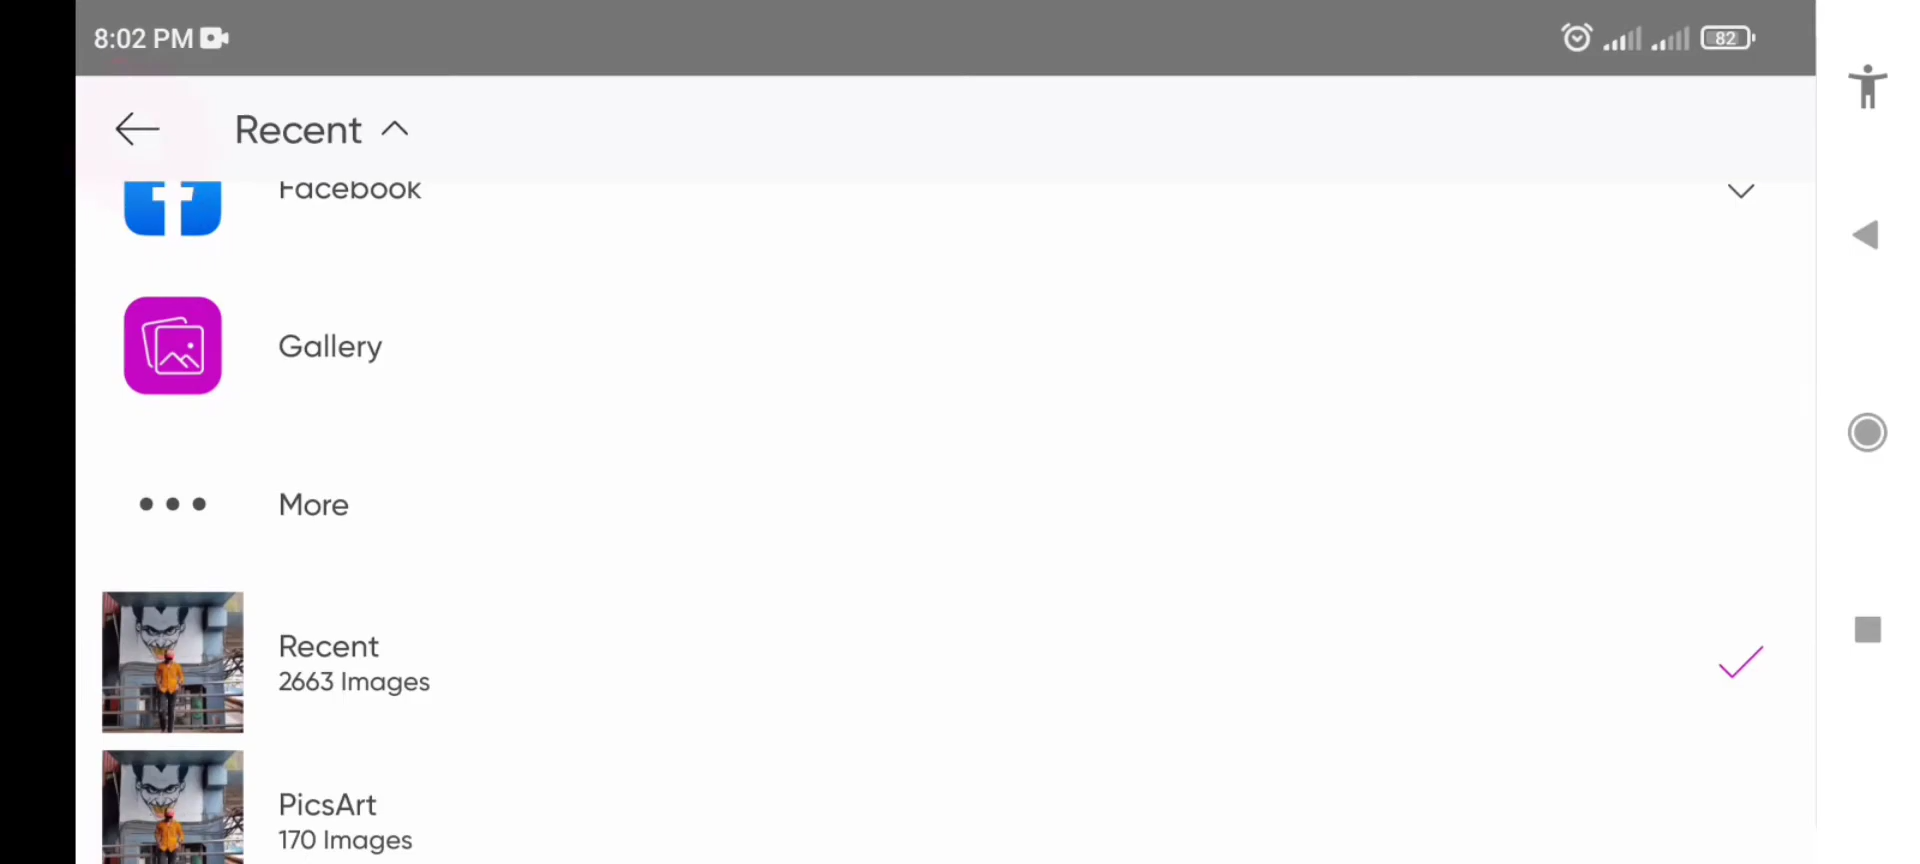 8:02 PM
82
Recent
Facebook
Gallery
More
Recent
2663 Images
PicsArt
170 Images